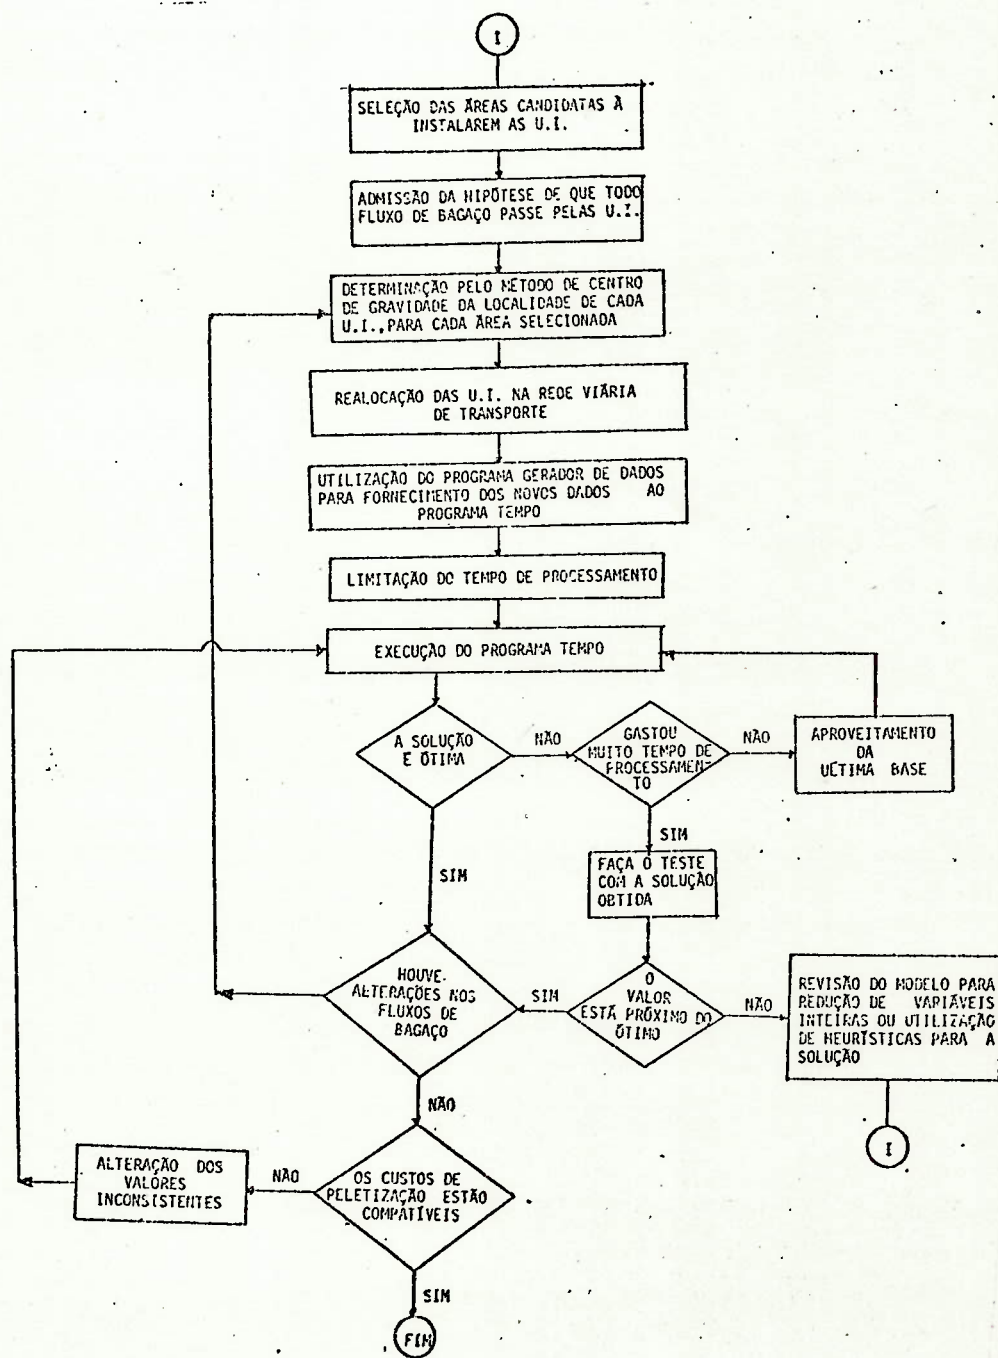 I
SELEÇÃO DAS ÁREAS CANDIDATAS À
INSTALAREM AS U.I.
ADMISSÃO DA HIPÓTESE DE QUE TODO
FLUXO DE BAGAÇO PASSE PELAS U.I.
DETERMINAÇÃO PELO MÉTODO DE CENTRO
DE GRAVIDADE DA LOCALIDADE DE CADA
U.I., PARA CADA ÁREA SELECIONADA
REALOCAÇÃO DAS U.I. NA REDE VIÁRIA
DE TRANSPORTE
UTILIZAÇÃO DO PROGRAMA GERADOR DE DADOS
PARA FORNECIMENTO DOS NOVOS DADOS AO
PROGRAMA TEMPO
LIMITAÇÃO DO TEMPO DE PROCESSAMENTO
EXECUÇÃO DO PROGRAMA TEMPO
A SOLUÇÃO
É ÓTIMA
NÃO
GASTOU
MUITO TEMPO DE
PROCESSAMEN-
TO
NÃO
APROVEITAMENTO
DA
ÚLTIMA BASE
SIM
SIM
FAÇA O TESTE
COM A SOLUÇÃO
OBTIDA
HOUVE
ALTERAÇÕES NOS
FLUXOS DE
BAGAÇO
SIM
O
VALOR
ESTÁ PRÓXIMO DO
ÓTIMO
NÃO
REVISÃO DO MODELO PARA
REDUÇÃO DE VARIÁVEIS
INTEIRAS OU UTILIZAÇÃO
DE HEURÍSTICAS PARA A
SOLUÇÃO
I
NÃO
OS CUSTOS DE
PELETIZAÇÃO ESTÃO
COMPATÍVEIS
NÃO
ALTERAÇÃO DOS
VALORES
INCONSISTENTES
SIM
FIM